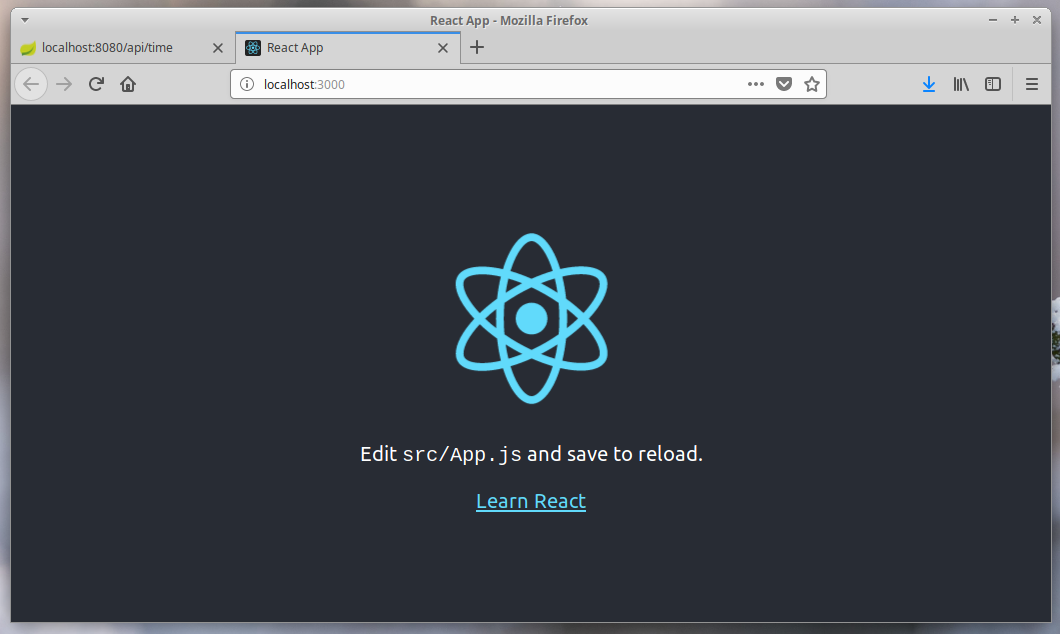 React App - Mozilla Firefox
localhost:8080/api/time
React App
localhost:3000
Edit src/App.js and save to reload.
Learn React